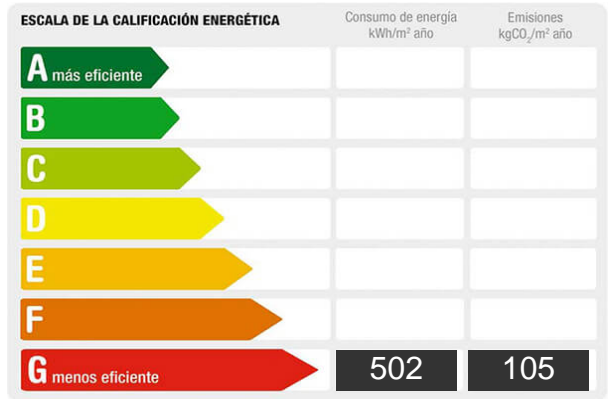 ESCALA DE LA CALIFICACIÓN ENERGÉTICA
Consumo de energía
kWh/m² año
Emisiones
kgCO₂/m² año
A más eficiente
B
C
D
E
F
G menos eficiente 502 105